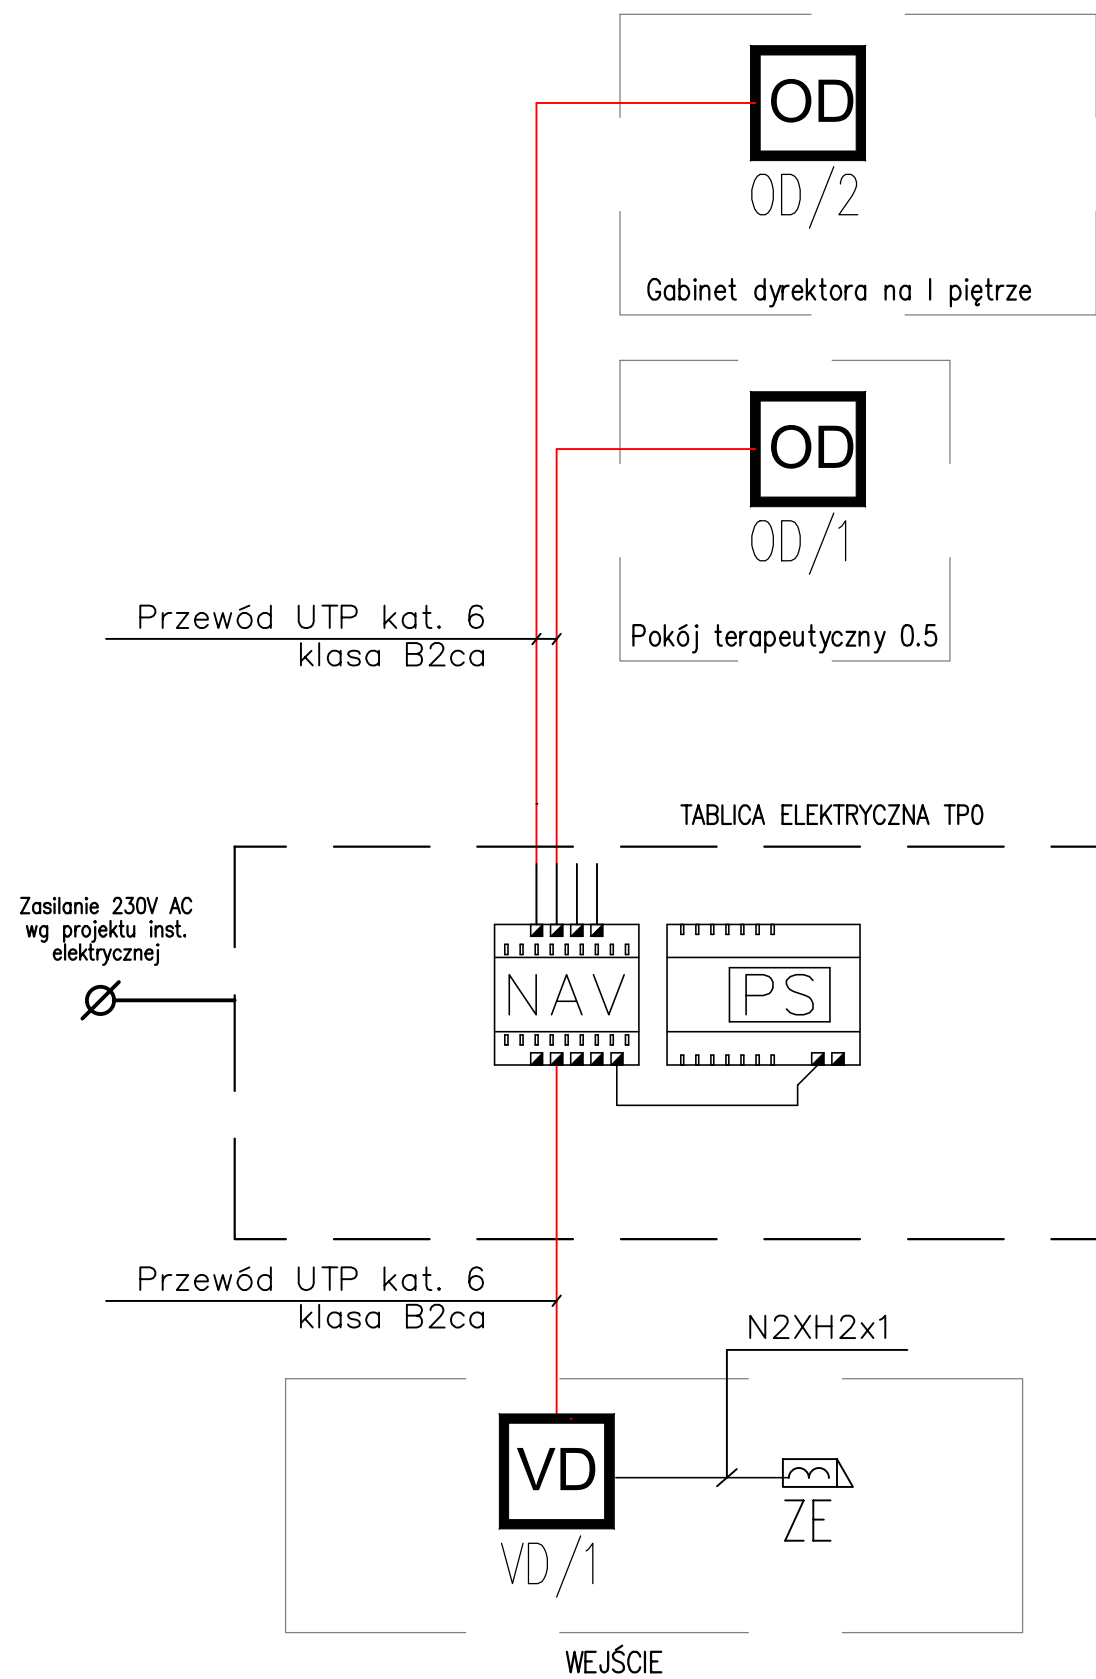 OD
OD/2
Gabinet dyrektora na I piętrze
OD
OD/1
Pokój terapeutyczny 0.5
Przewód UTP kat. 6
klasa B2ca
TABLICA ELEKTRYCZNA TP0
Zasilanie 230V AC
wg projektu inst.
elektrycznej
NAV
PS
Przewód UTP kat. 6
klasa B2ca
N2XH2x1
VD
ZE
VD/1
WEJŚCIE